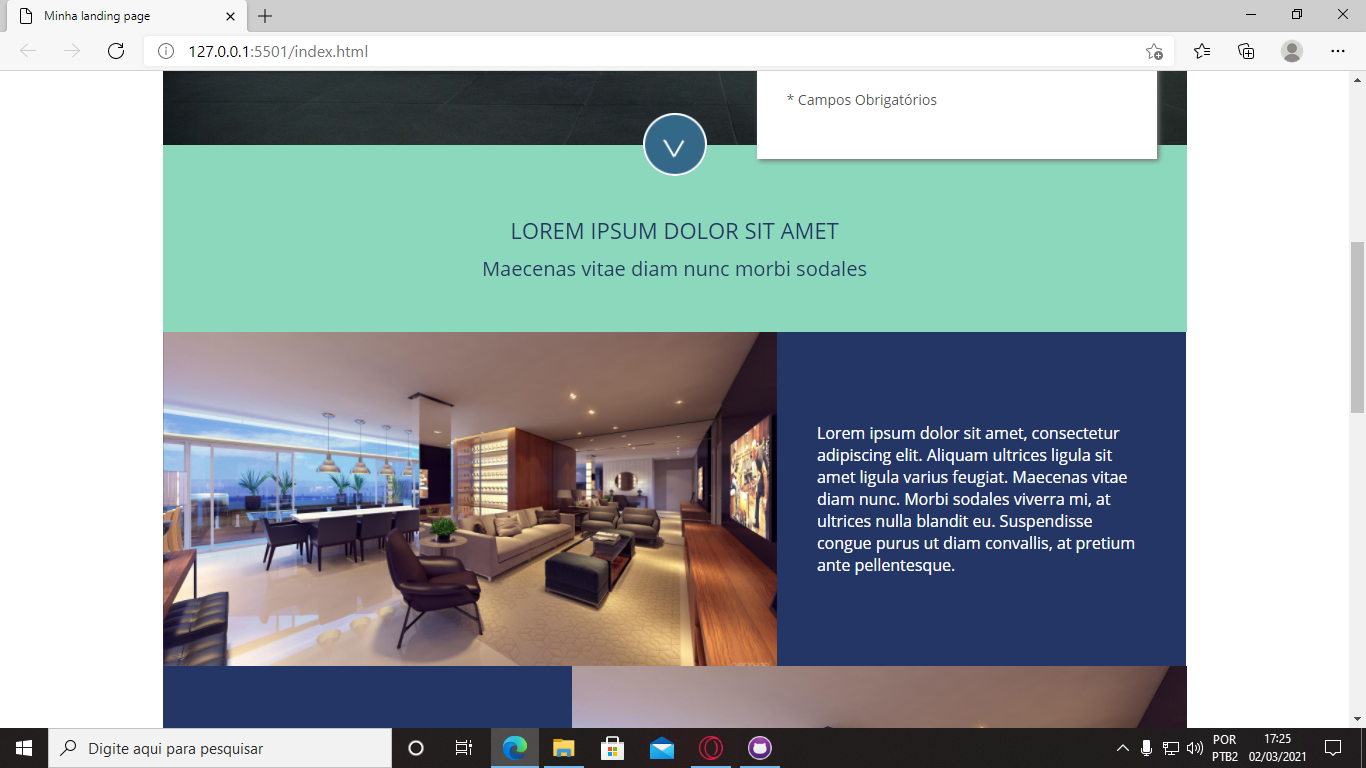 Minha landing page
127.0.0.1:5501/index.html
* Campos Obrigatórios
LOREM IPSUM DOLOR SIT AMET
Maecenas vitae diam nunc morbi sodales
Lorem ipsum dolor sit amet, consectetur
adipiscing elit. Aliquam ultrices ligula sit
amet ligula varius feugiat. Maecenas vitae
diam nunc. Morbi sodales viverra mi, at
ultrices nulla blandit eu. Suspendisse
congue purus ut diam convallis, at pretium
ante pellentesque.
Digite aqui para pesquisar
POR
PTB2
17:25
02/03/2021